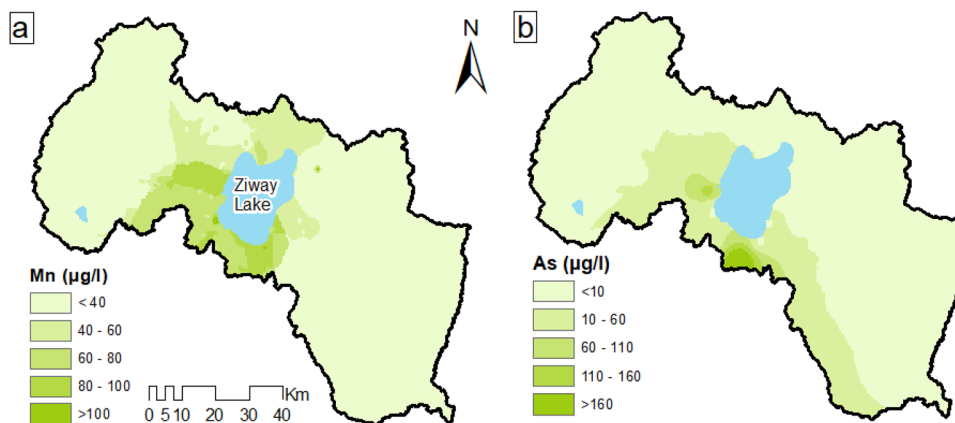 a
N
b
Ziway
Lake
Mn (µg/l)
< 40
40 - 60
60 - 80
80 - 100
>100
Km
0 5 10 20 30 40
As (µg/l)
<10
10 - 60
60 - 110
110 - 160
>160